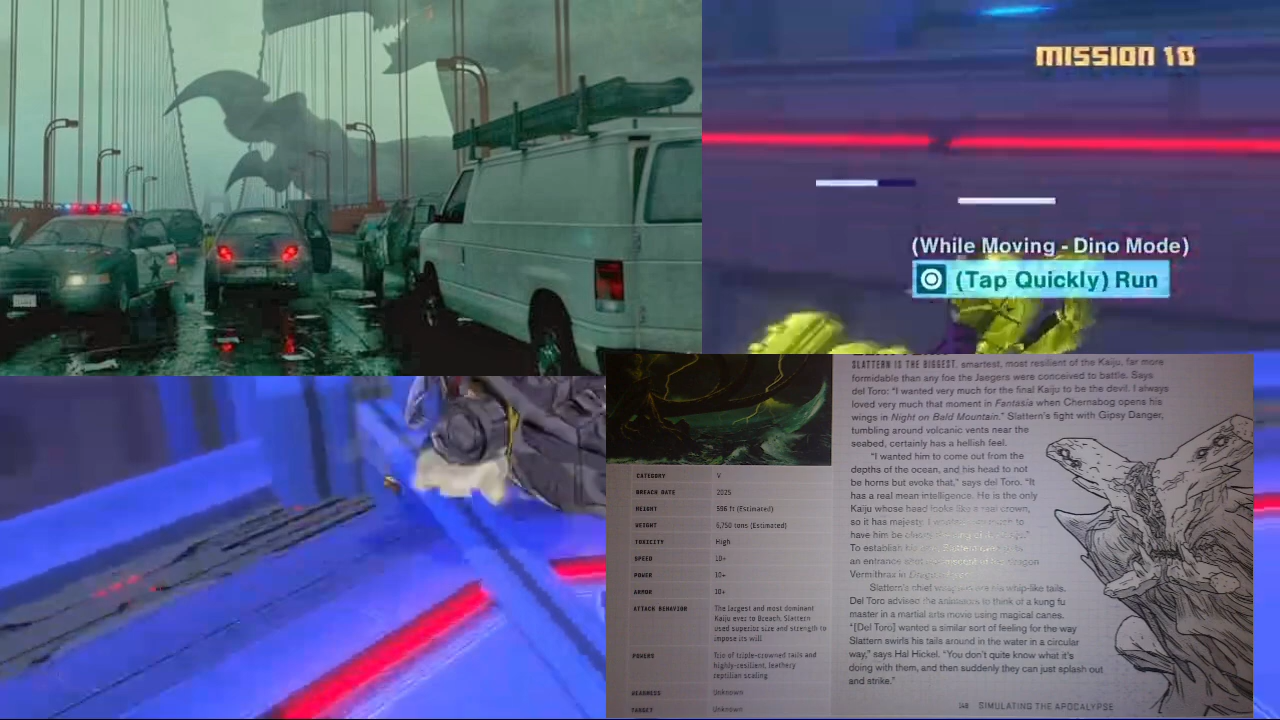 MISSION 10
(While Moving - Dino Mode)
(Tap Quickly) Run
SLATTERN IS THE BIGGEST, smartest, most resilient of the Kaiju, far more
formidable than any foe the Jaegers were conceived to battle. Says
del Toro: "I wanted very much for the final Kaiju to be the devil. I always
loved very much that moment in Fantasia when Chernabog opens his
wings in Night on Bald Mountain." Slattern's fight with Gipsy Danger,
tumbling around volcanic vents near the
seabed, certainly has a hellish feel.
"I wanted him to come out from the
depths of the ocean, and his head to not
be horns but evoke that," says del Toro. "It
has a real mean intelligence. He is the only
Kaiju whose head looks like a real crown,
so it has majesty. I much to
have him be
To establish
an entrance
Vermithrax in
Slattern's chief his whip-like tails.
Del Toro advised the animators to think of a kung fu
master in a martial arts movie using magical canes.
"[Del Toro] wanted a similar sort of feeling for the way
Slattern swirls his tails around in the water in a circular
way," says Hal Hickel. "You don't quite know what it's
doing with them, and then suddenly they can just splash out
and strike."
CATEGORY V
BREACH DATE 2025
HEIGHT 596 ft (Estimated)
WEIGHT 6,750 tons (Estimated)
TOXICITY High
SPEED 10+
POWER 10+
ARMOR 10+
ATTACK BEHAVIOR The largest and most dominant
Kaiju ever to Breach, Slattern
used superior size and strength to
impose its will
POWERS Trio of triple-crowned tails and
highly-resilient, leathery
reptilian scaling
WEAKNESS Unknown
TARGET Unknown
148 SIMULATING THE APOCALYPSE